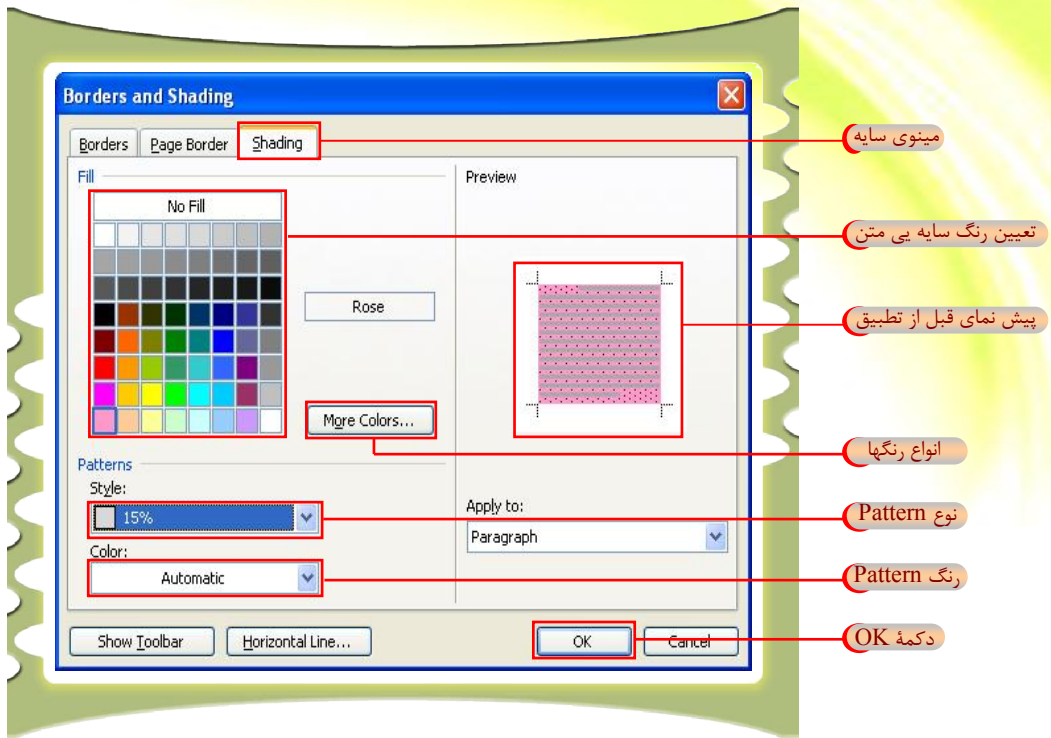 Borders and Shading
Borders Page Border Shading
مینوی سایه
Fill
Preview
No Fill
تعیین رنگ سایه یی متن
Rose
پیش نمای قبل از تطبیق
More Colors...
انواع رنگها
Patterns
Style:
15%
Apply to:
نوع Pattern
Paragraph
Color:
Automatic
رنگ Pattern
Show Toolbar Horizontal Line... OK Cancel
دکمۀ OK